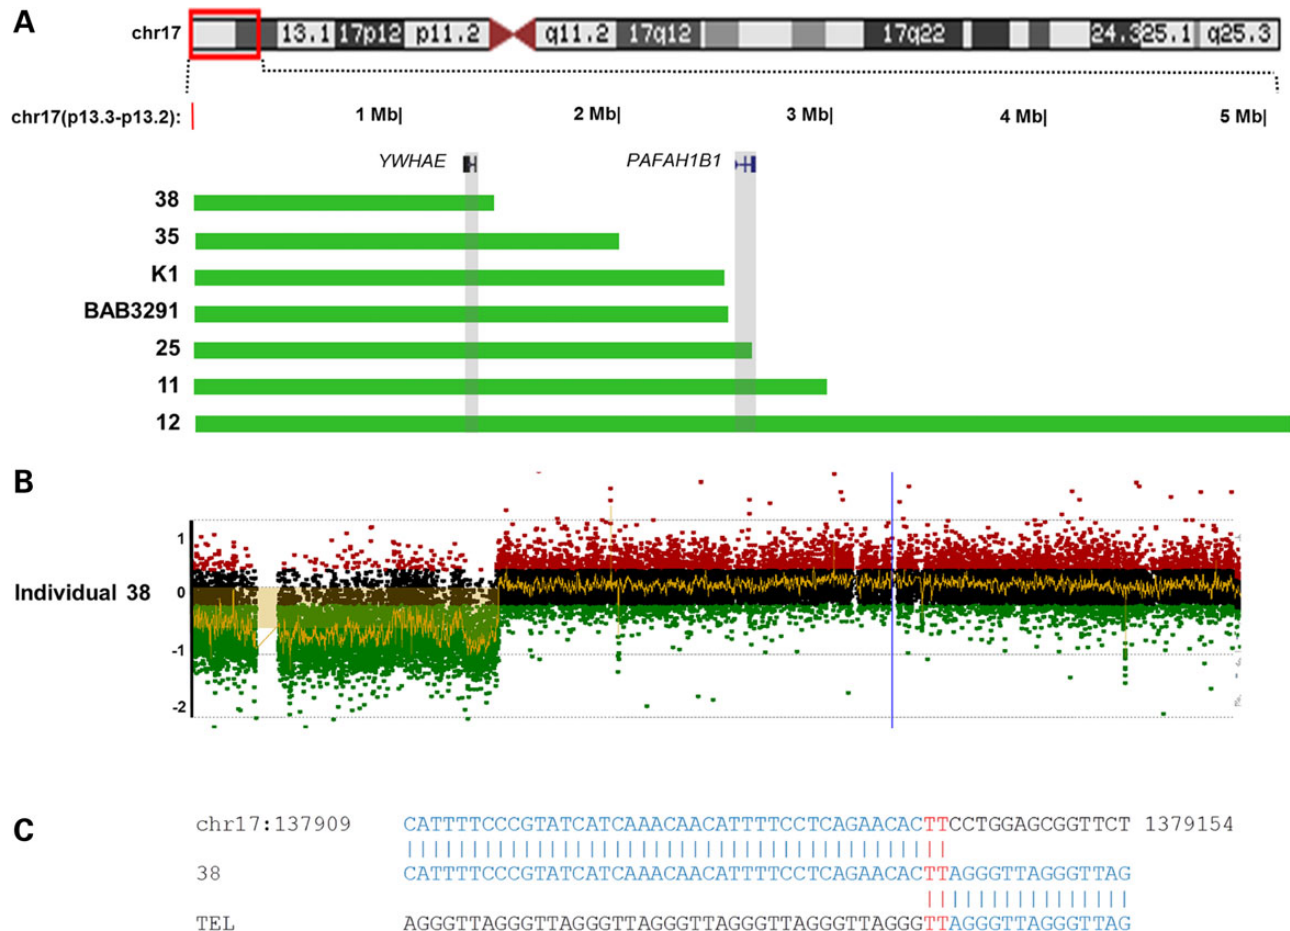 A
chr17 13.1 17p12 p11.2 q11.2 17q12 17q22 24.3 25.1 q25.3
chr17(p13.3-p13.2): 1 Mb| 2 Mb| 3 Mb| 4 Mb| 5 Mb|
YWHAE PAFAH1B1
38
35
K1
BAB3291
25
11
12
B
1
Individual 38 0
-1
-2
C
chr17:137909 CATTTTCCCGTATCATCAAACAACATTTTCCTCAGAACACTTCCTGGAGCGGTTCT 1379154
38 CATTTTCCCGTATCATCAAACAACATTTTCCTCAGAACACTTAGGGTTAGGGTTAG
TEL AGGGTTAGGGTTAGGGTTAGGGTTAGGGTTAGGGTTAGGGTTAGGGTTAGGGTTAG